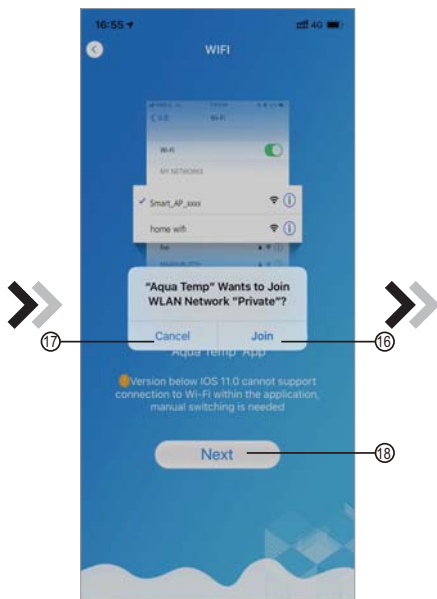 16:55 4G
WIFI
Wi-Fi
MY NETWORKS
✓ Smart_AP_xxxx
home wifi
"Aqua Temp" Wants to Join
WLAN Network "Private"?
⑰ Cancel Join ⑯
Aqua Temp App
Version below IOS 11.0 cannot support
connection to Wi-Fi within the application,
manual switching is needed
Next ⑱